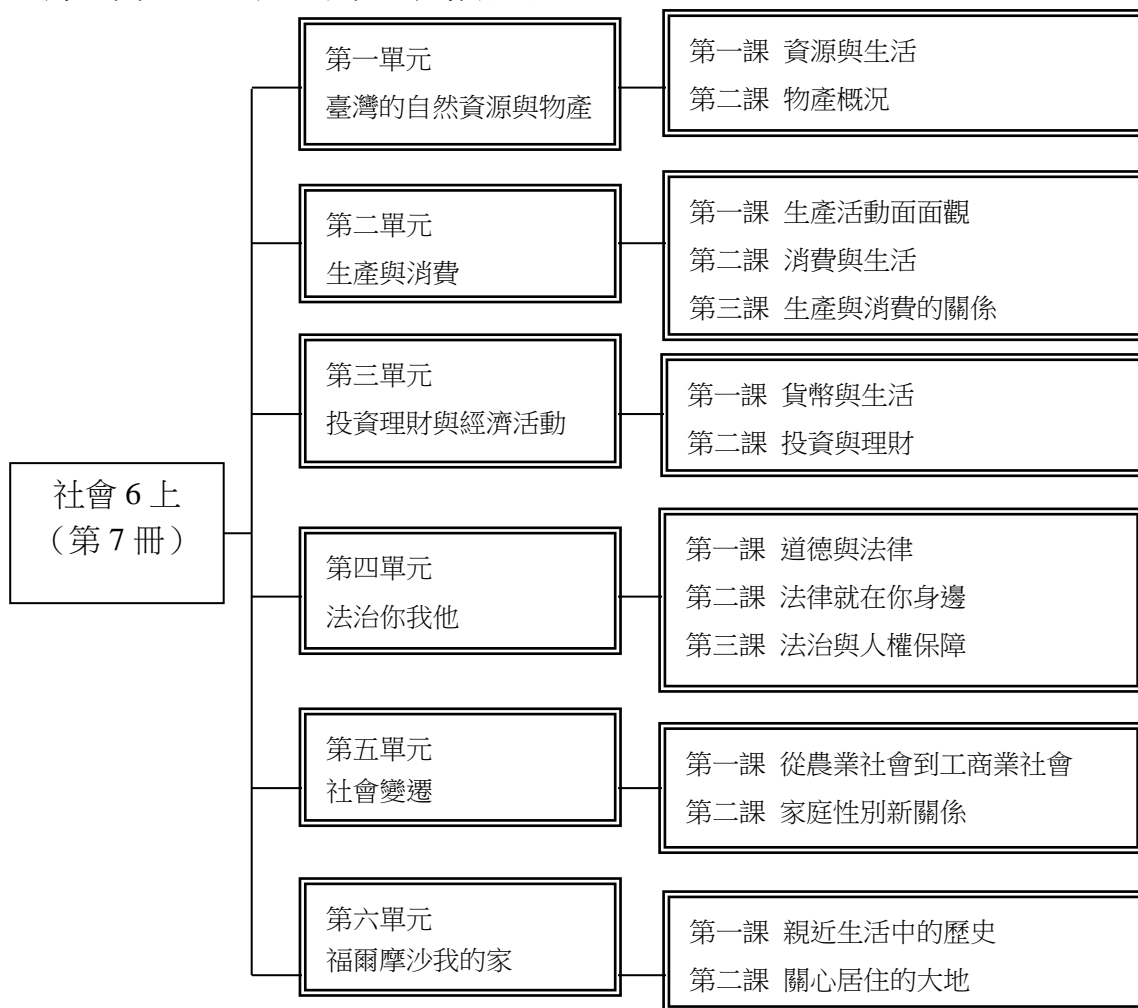 第一單元
臺灣的自然資源與物產
第一課 資源與生活
第二課 物產概況
第二單元
生產與消費
第一課 生產活動面面觀
第二課 消費與生活
第三課 生產與消費的關係
第三單元
投資理財與經濟活動
第一課 貨幣與生活
第二課 投資與理財
社會 6 上
（第 7 冊）
第四單元
法治你我他
第一課 道德與法律
第二課 法律就在你身邊
第三課 法治與人權保障
第五單元
社會變遷
第一課 從農業社會到工商業社會
第二課 家庭性別新關係
第六單元
福爾摩沙我的家
第一課 親近生活中的歷史
第二課 關心居住的大地